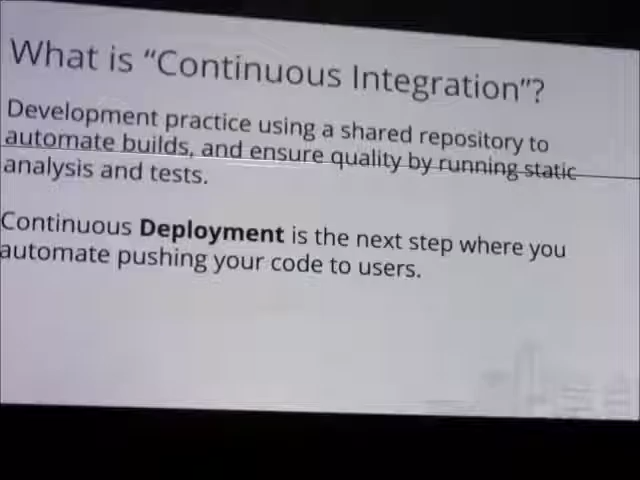 What is “Continuous Integration”?
Development practice using a shared repository to
automate builds, and ensure quality by running static
analysis and tests.
Continuous Deployment is the next step where you
automate pushing your code to users.